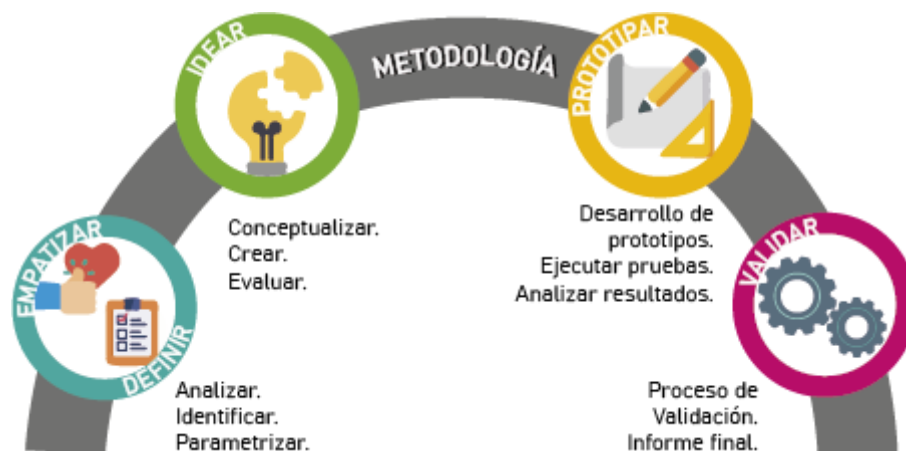 METODOLOGÍA
EMPATIZAR
DEFINIR
Analizar.
Identificar.
Parametrizar.
IDEAR
Conceptualizar.
Crear.
Evaluar.
PROTOTIPAR
Desarrollo de
prototipos.
Ejecutar pruebas.
Analizar resultados.
VALIDAR
Proceso de
Validación.
Informe final.